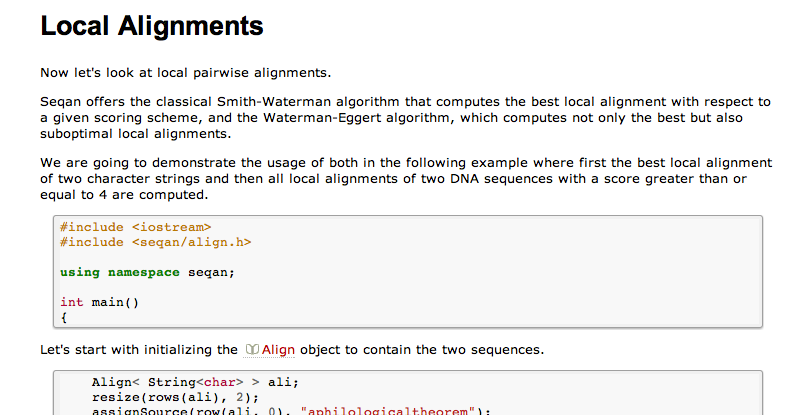 Local Alignments
Now let's look at local pairwise alignments.
Seqan offers the classical Smith-Waterman algorithm that computes the best local alignment with respect to
a given scoring scheme, and the Waterman-Eggert algorithm, which computes not only the best but also
suboptimal local alignments.
We are going to demonstrate the usage of both in the following example where first the best local alignment
of two character strings and then all local alignments of two DNA sequences with a score greater than or
equal to 4 are computed.
#include <iostream>
#include <seqan/align.h>
using namespace seqan;
int main()
{
Let's start with initializing the Align object to contain the two sequences.
Align< String<char> > ali;
resize(rows(ali), 2);
assignSource(row(ali, 0), "aphilologicaltheorem");